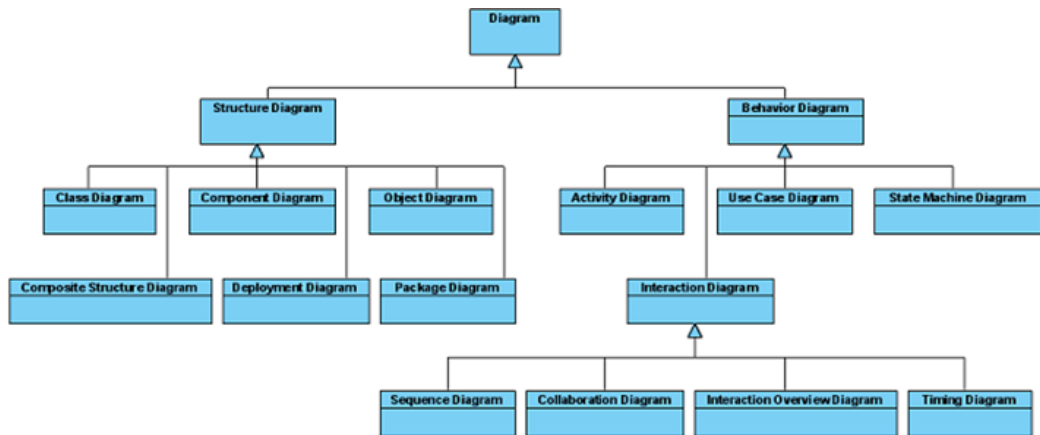 Diagram
Structure Diagram
Behavior Diagram
Class Diagram
Component Diagram
Object Diagram
Activity Diagram
Use Case Diagram
State Machine Diagram
Composite Structure Diagram
Deployment Diagram
Package Diagram
Interaction Diagram
Sequence Diagram
Collaboration Diagram
Interaction Overview Diagram
Timing Diagram